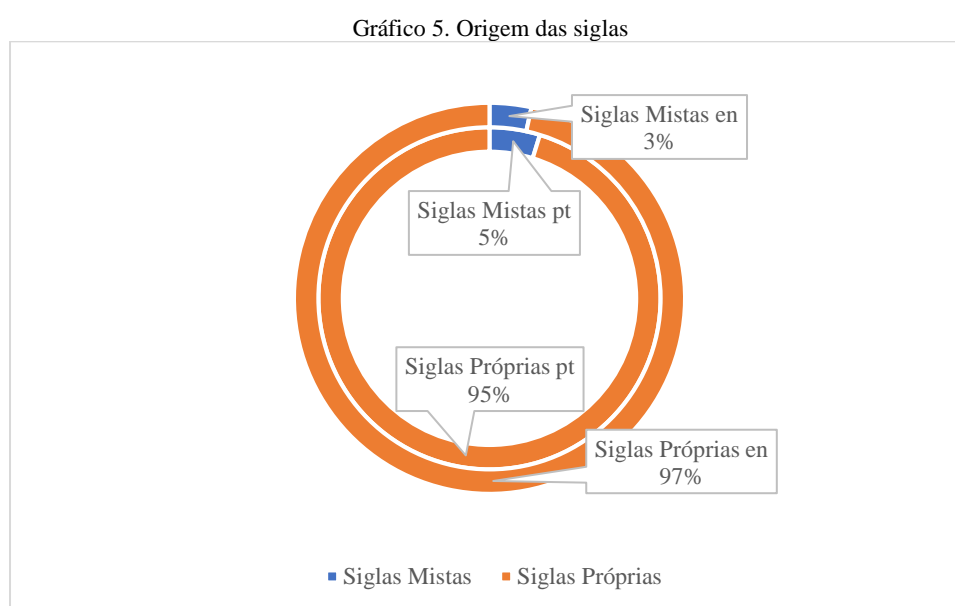 Gráfico 5. Origem das siglas
Siglas Mistas en
3%
Siglas Mistas pt
5%
Siglas Próprias pt
95%
Siglas Próprias en
97%
Siglas Mistas
Siglas Próprias